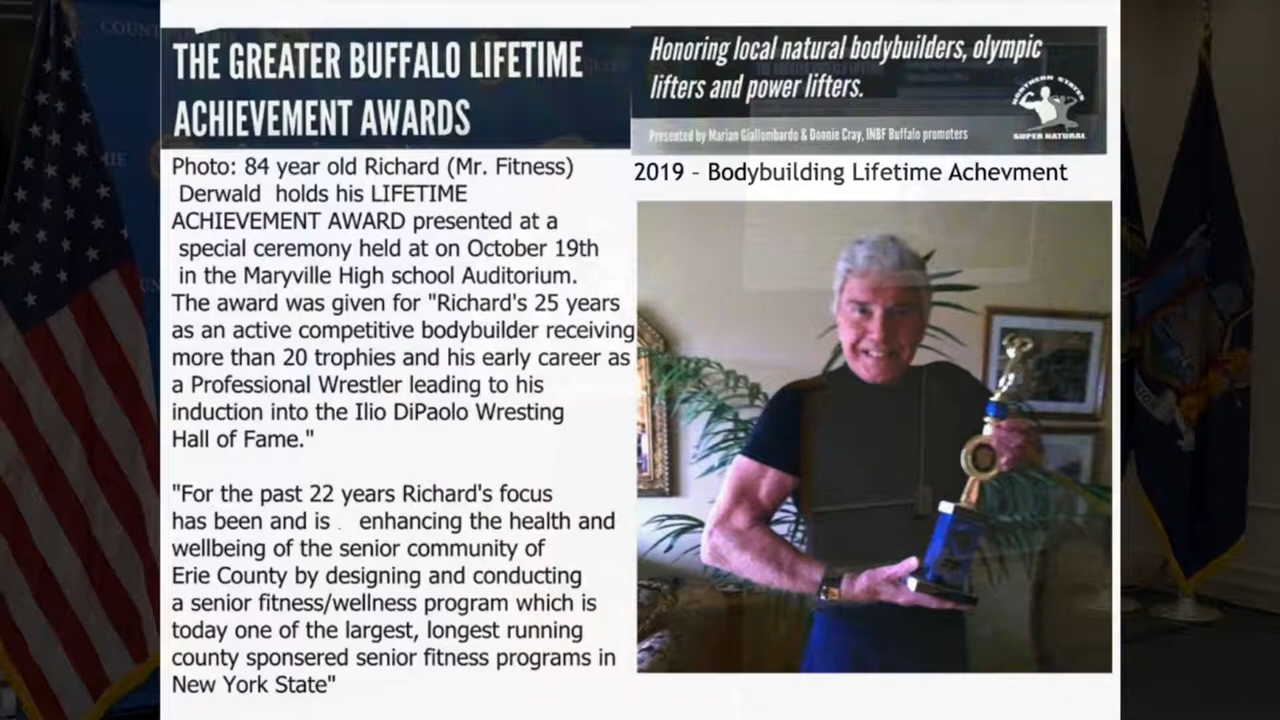 THE GREATER BUFFALO LIFETIME
ACHIEVEMENT AWARDS
Honoring local natural bodybuilders, olympic
lifters and power lifters.
NORTHERN STATES
SUPER NATURAL
Presented by Marian Giallombardo & Donnie Cray, INBF Buffalo promoters
2019 - Bodybuilding Lifetime Achevment
Photo: 84 year old Richard (Mr. Fitness)
Derwald holds his LIFETIME
ACHIEVEMENT AWARD presented at a
special ceremony held at on October 19th
in the Maryville High school Auditorium.
The award was given for "Richard's 25 years
as an active competitive bodybuilder receiving
more than 20 trophies and his early career as
a Professional Wrestler leading to his
induction into the Ilio DiPaolo Wresting
Hall of Fame."
"For the past 22 years Richard's focus
has been and is . enhancing the health and
wellbeing of the senior community of
Erie County by designing and conducting
a senior fitness/wellness program which is
today one of the largest, longest running
county sponsered senior fitness programs in
New York State"
COUNT